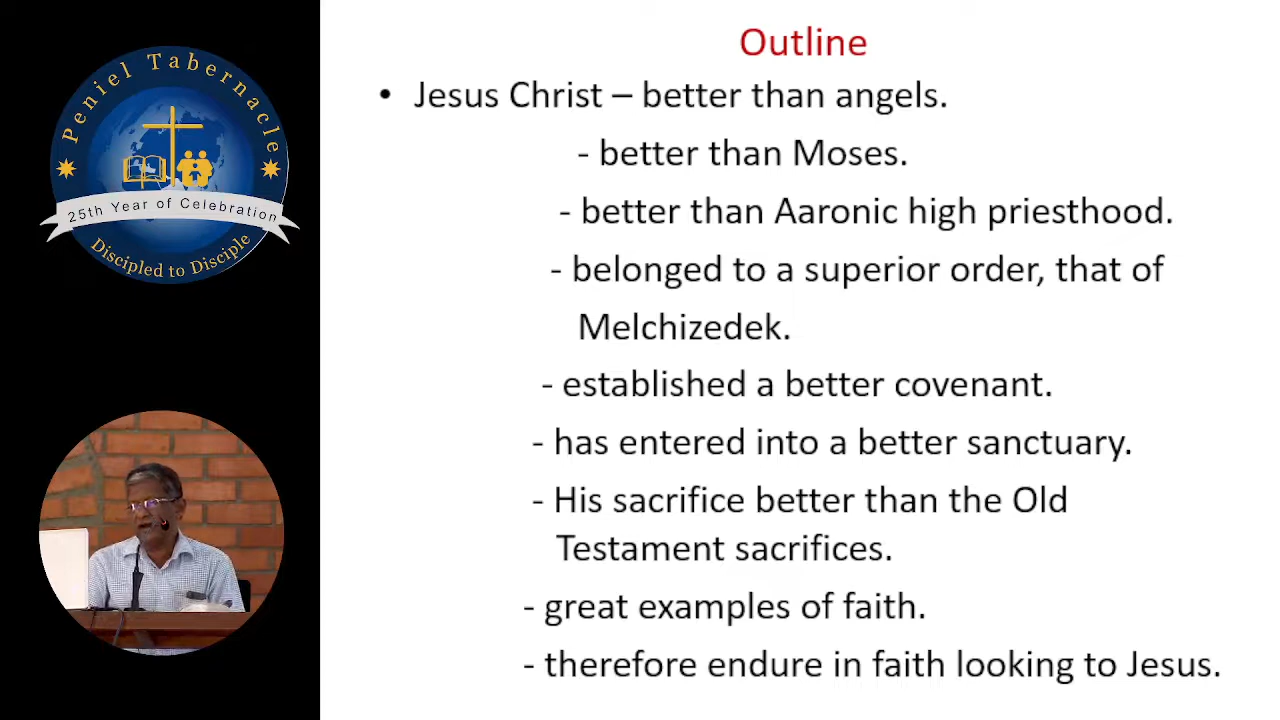 Peniel Tabernacle
25th Year of Celebration
Discipled to Disciple
Outline
• Jesus Christ – better than angels.
- better than Moses.
- better than Aaronic high priesthood.
- belonged to a superior order, that of
Melchizedek.
- established a better covenant.
- has entered into a better sanctuary.
- His sacrifice better than the Old
Testament sacrifices.
- great examples of faith.
- therefore endure in faith looking to Jesus.